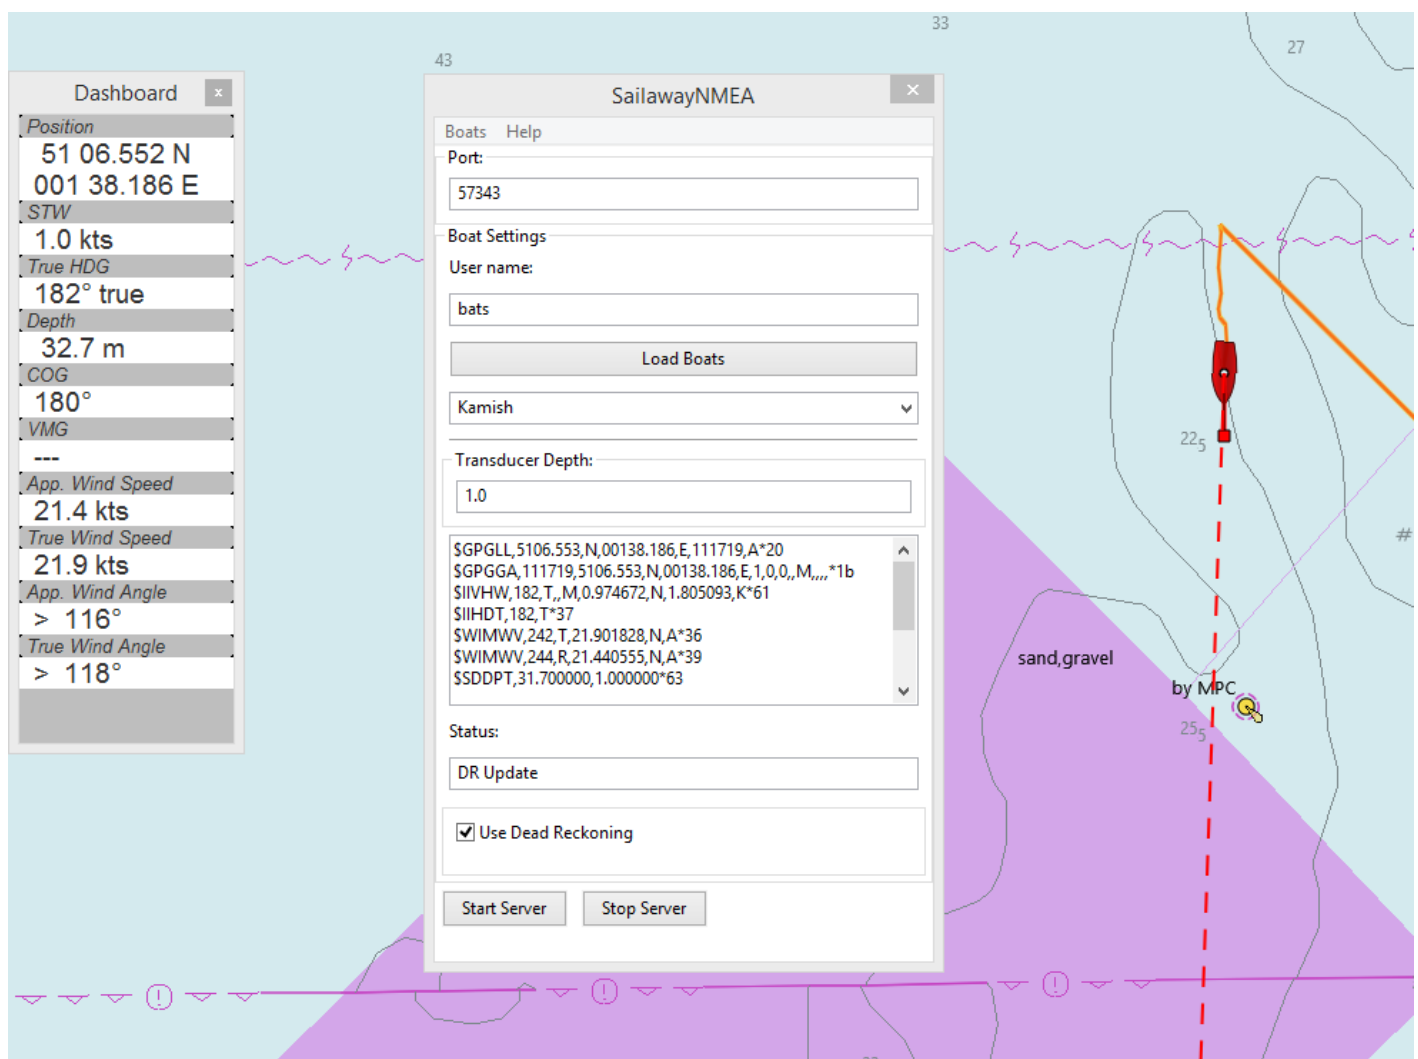 33
27
43
Dashboard
x
Position
51 06.552 N
001 38.186 E
STW
1.0 kts
True HDG
182° true
Depth
32.7 m
COG
180°
VMG
---
App. Wind Speed
21.4 kts
True Wind Speed
21.9 kts
App. Wind Angle
> 116°
True Wind Angle
> 118°
SailawayNMEA
Boats Help
Port:
57343
Boat Settings
User name:
bats
Load Boats
Kamish
Transducer Depth:
1.0
$GPGLL,5106.553,N,00138.186,E,111719,A*20
$GPGGA,111719,5106.553,N,00138.186,E,1,0,0,,M,,,,*1b
$IIVHW,182,T,,M,0.974672,N,1.805093,K*61
$IIHDT,182,T*37
$WIMWV,242,T,21.901828,N,A*36
$WIMWV,244,R,21.440555,N,A*39
$SDDPT,31.700000,1.000000*63
Status:
DR Update
Use Dead Reckoning
Start Server Stop Server
22₅
#
sand,gravel
by MPC
25₅